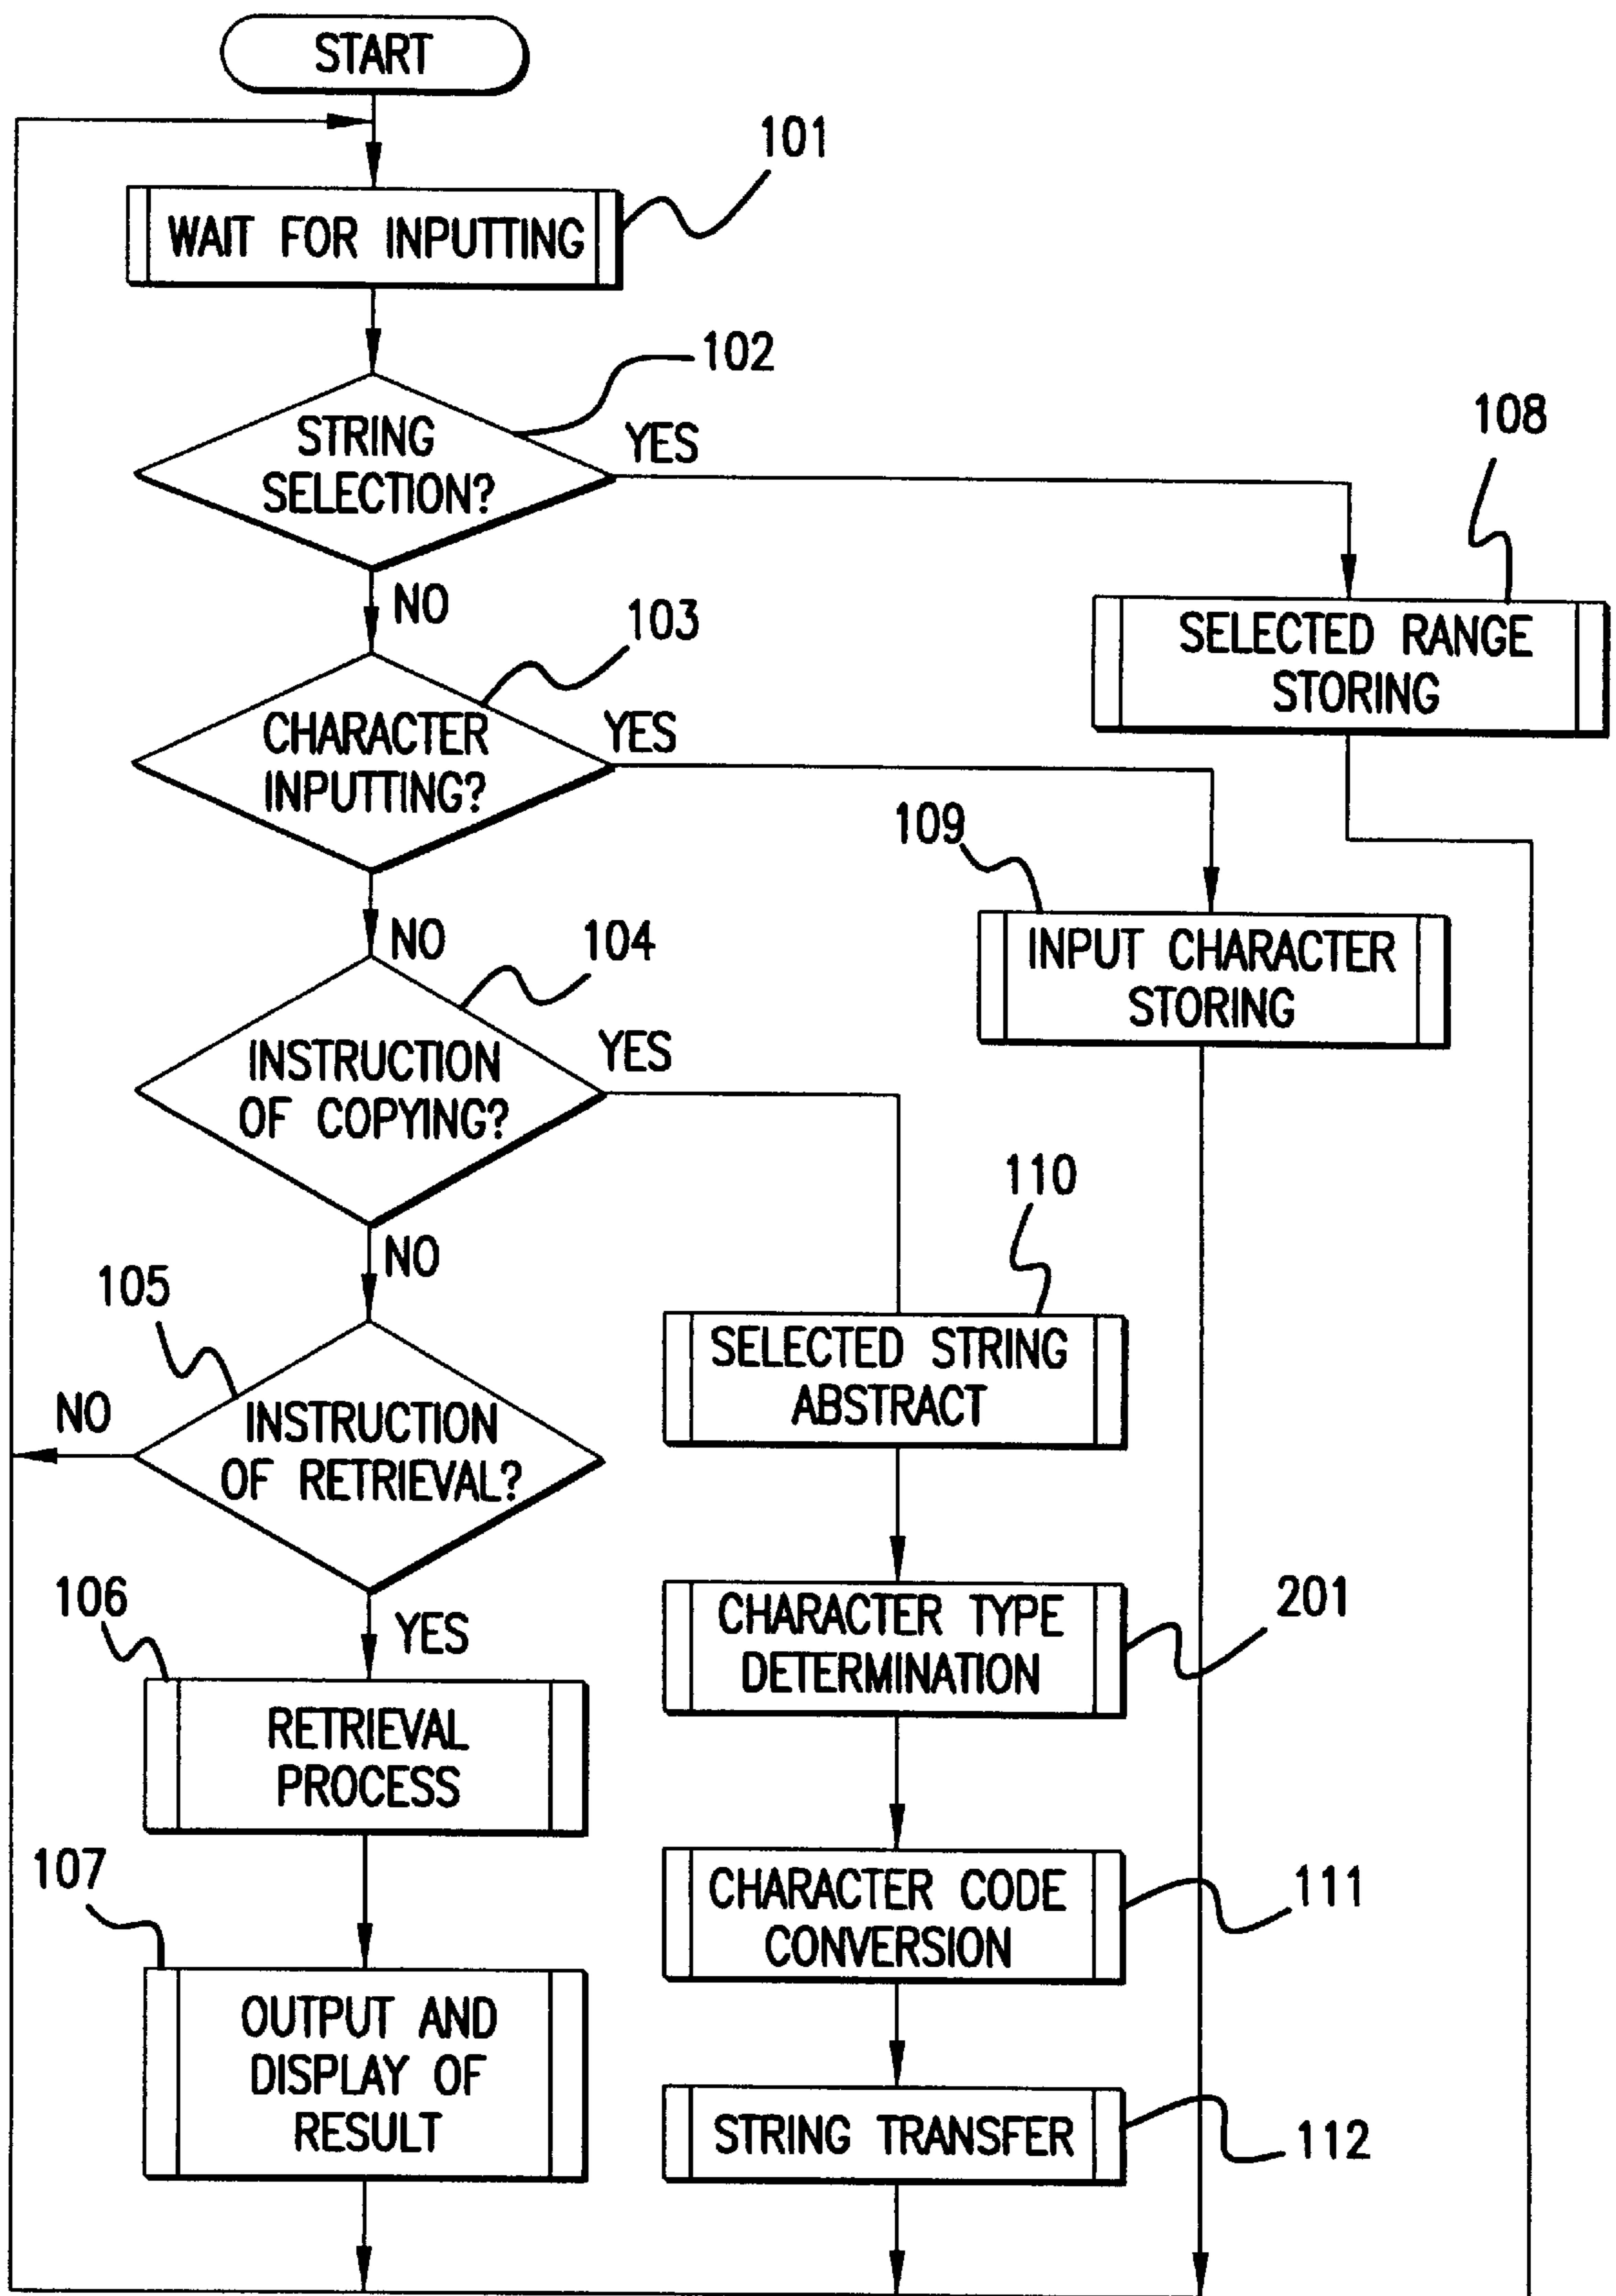 START
101
WAIT FOR INPUTTING
102
STRING
SELECTION?
YES
108
NO
SELECTED RANGE
STORING
103
CHARACTER
INPUTTING?
YES
109
NO
INPUT CHARACTER
STORING
104
INSTRUCTION
OF COPYING?
YES
110
NO
105
SELECTED STRING
ABSTRACT
NO
INSTRUCTION
OF RETRIEVAL?
106
YES
CHARACTER TYPE
DETERMINATION
201
RETRIEVAL
PROCESS
107
CHARACTER CODE
CONVERSION
111
OUTPUT AND
DISPLAY OF
RESULT
STRING TRANSFER
112